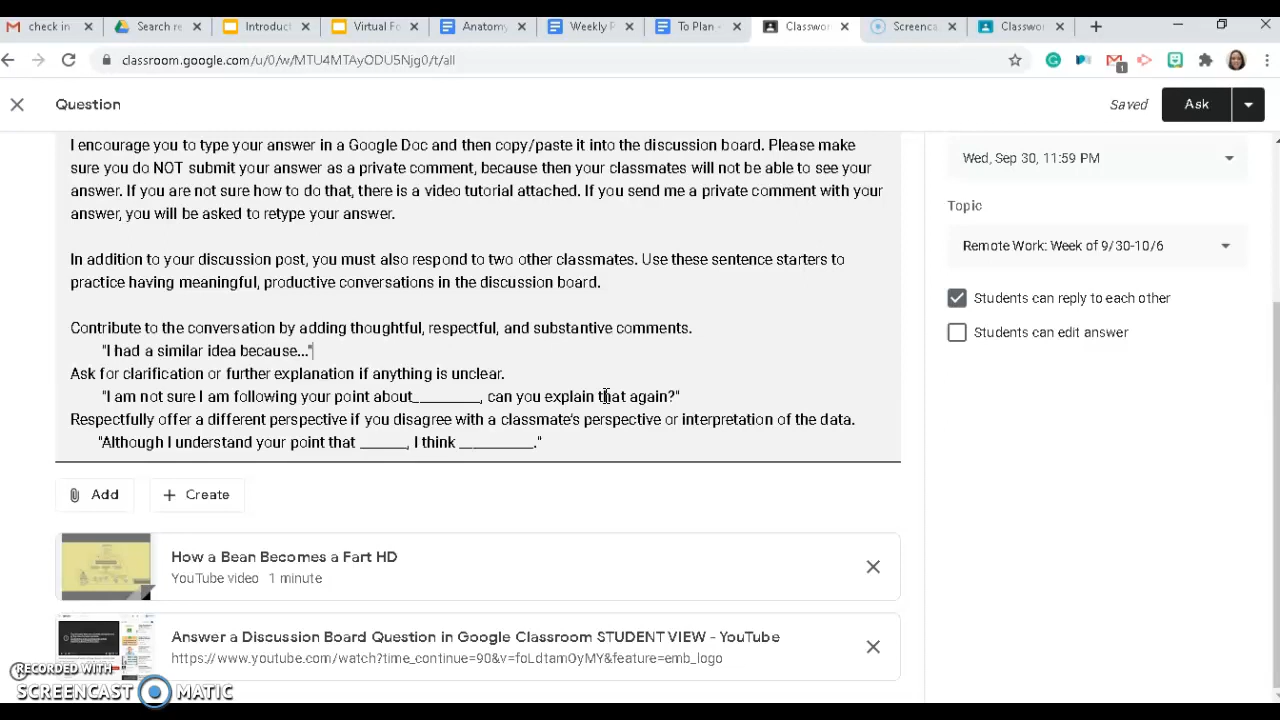 check in
Search re
Introduct
Virtual Fo
Anatomy
Weekly P
To Plan -
Classwor
Screenca
Classwor
classroom.google.com/u/0/w/MTU4MTAyODU5Njg0/t/all
1
Question
Saved
Ask
I encourage you to type your answer in a Google Doc and then copy/paste it into the discussion board. Please make
sure you do NOT submit your answer as a private comment, because then your classmates will not be able to see your
answer. If you are not sure how to do that, there is a video tutorial attached. If you send me a private comment with your
answer, you will be asked to retype your answer.
In addition to your discussion post, you must also respond to two other classmates. Use these sentence starters to
practice having meaningful, productive conversations in the discussion board.
Contribute to the conversation by adding thoughtful, respectful, and substantive comments.
"I had a similar idea because..."
Ask for clarification or further explanation if anything is unclear.
"I am not sure I am following your point about_________, can you explain that again?"
Respectfully offer a different perspective if you disagree with a classmate's perspective or interpretation of the data.
"Although I understand your point that ______, I think _________."
Wed, Sep 30, 11:59 PM
Topic
Remote Work: Week of 9/30-10/6
Students can reply to each other
Students can edit answer
Add
Create
How a Bean Becomes a Fart HD
YouTube video 1 minute
Answer a Discussion Board Question in Google Classroom STUDENT VIEW - YouTube
https://www.youtube.com/watch?time_continue=90&v=foLdtamOyMY&feature=emb_logo
RECORDED WITH
SCREENCAST MATIC